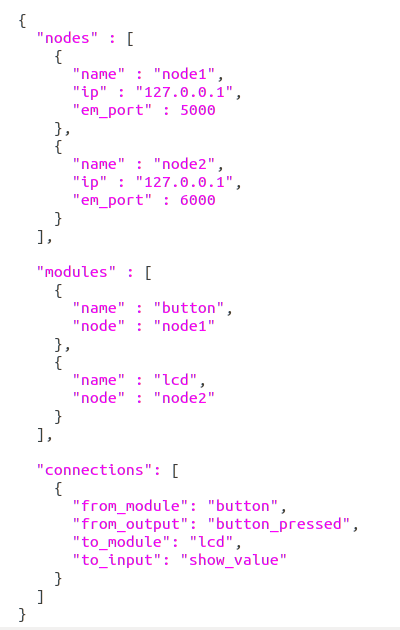 {
  "nodes" : [
    {
      "name" : "node1",
      "ip" : "127.0.0.1",
      "em_port" : 5000
    },
    {
      "name" : "node2",
      "ip" : "127.0.0.1",
      "em_port" : 6000
    }
  ],

  "modules" : [
    {
      "name" : "button",
      "node" : "node1"
    },
    {
      "name" : "lcd",
      "node" : "node2"
    }
  ],

  "connections": [
    {
      "from_module": "button",
      "from_output": "button_pressed",
      "to_module": "lcd",
      "to_input": "show_value"
    }
  ]
}